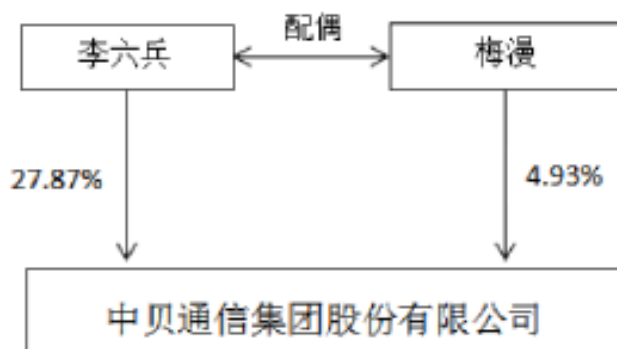 配偶
李六兵
梅漫
27.87%
4.93%
中贝通信集团股份有限公司